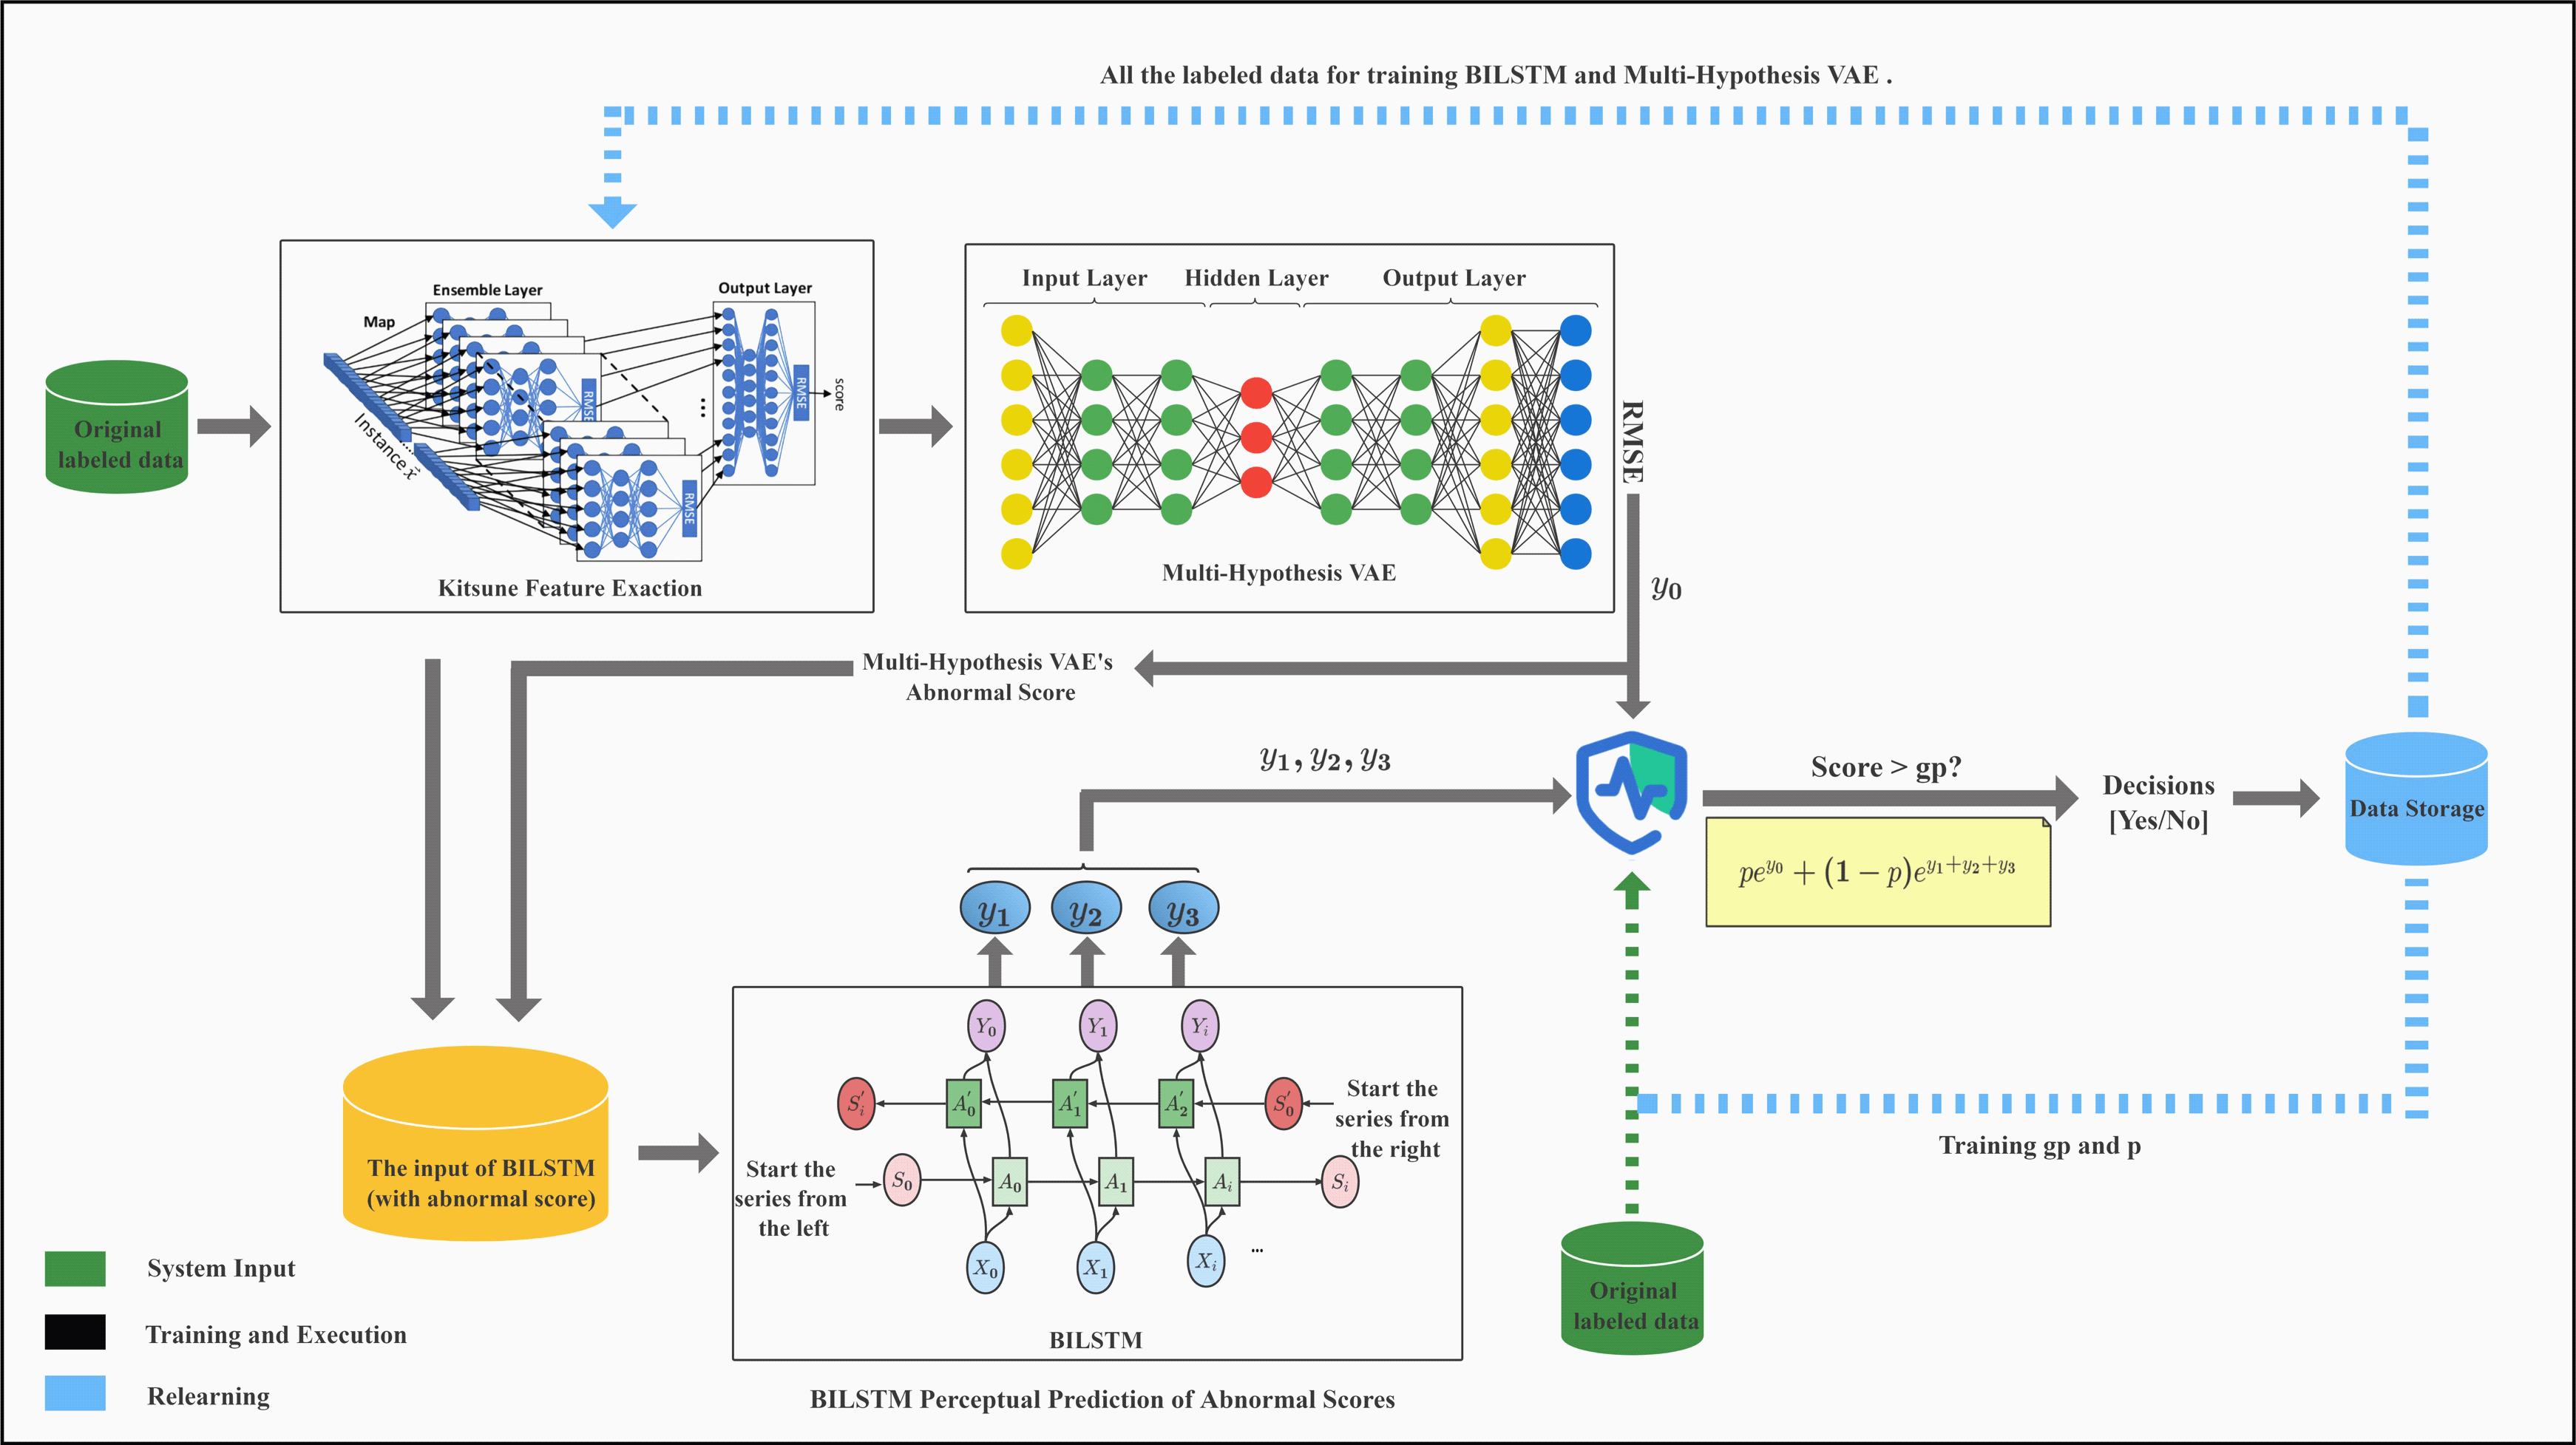 All the labeled data for training BILSTM and Multi-Hypothesis VAE .
Original
labeled data
Ensemble Layer
Output Layer
Map
Instance x⃗
RMSE
RMSE
RMSE
score
...
Kitsune Feature Exaction
Input Layer
Hidden Layer
Output Layer
Multi-Hypothesis VAE
RMSE
y₀
Multi-Hypothesis VAE's
Abnormal Score
y₁, y₂, y₃
Score > gp?
Decisions
[Yes/No]
Data Storage
pe^{y₀} + (1 − p)e^{y₁+y₂+y₃}
y₁
y₂
y₃
Y₀
Y₁
Yᵢ
S'ᵢ
A'₀
A'₁
A'₂
S'₀
Start the
series from
the right
Start the
series from
the left
S₀
A₀
A₁
Aᵢ
Sᵢ
X₀
X₁
Xᵢ
...
BILSTM
BILSTM Perceptual Prediction of Abnormal Scores
The input of BILSTM
(with abnormal score)
Training gp and p
Original
labeled data
System Input
Training and Execution
Relearning